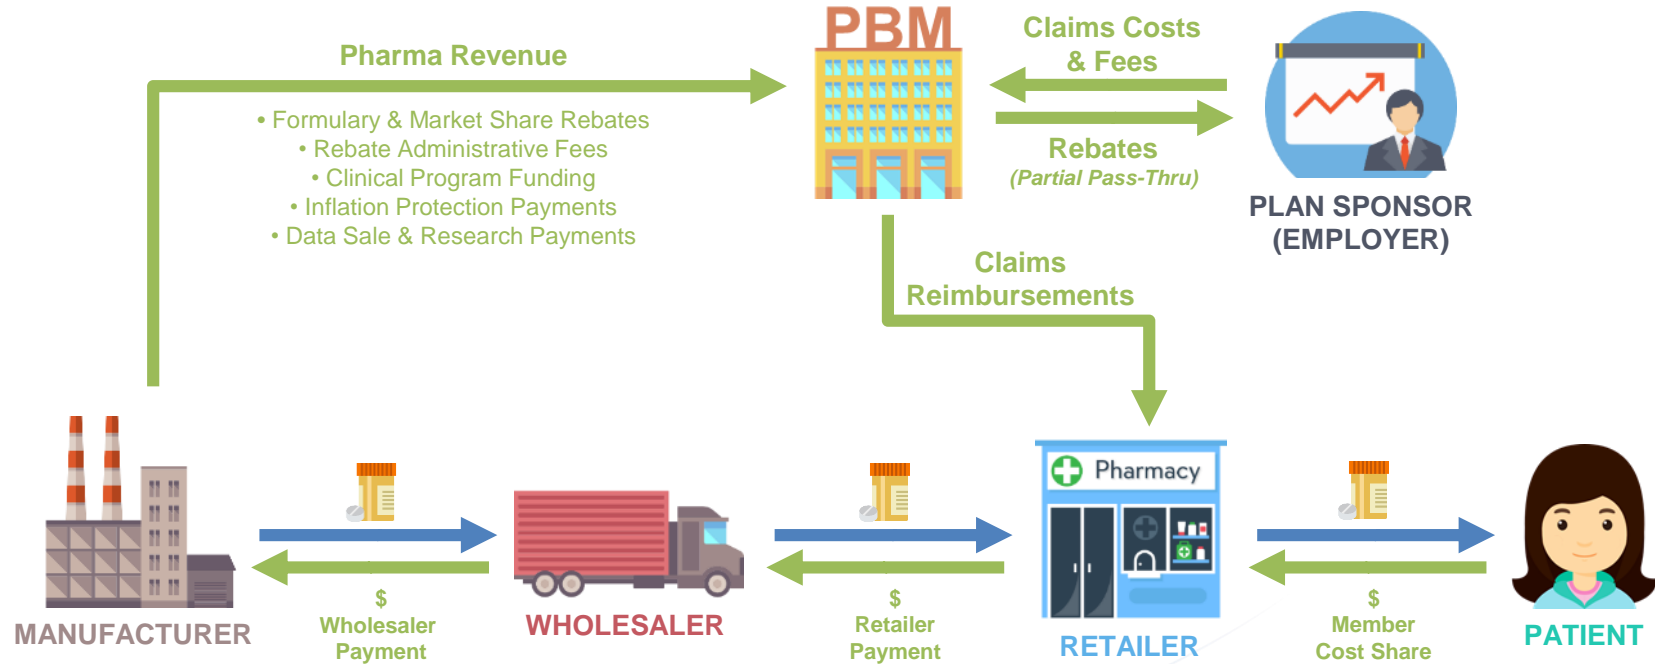 PBM
Claims Costs
& Fees
Pharma Revenue
• Formulary & Market Share Rebates
• Rebate Administrative Fees
• Clinical Program Funding
• Inflation Protection Payments
• Data Sale & Research Payments
Rebates
(Partial Pass-Thru)
PLAN SPONSOR
(EMPLOYER)
Claims
Reimbursements
Pharmacy
MANUFACTURER
$
Wholesaler
Payment
WHOLESALER
$
Retailer
Payment
RETAILER
$
Member
Cost Share
PATIENT